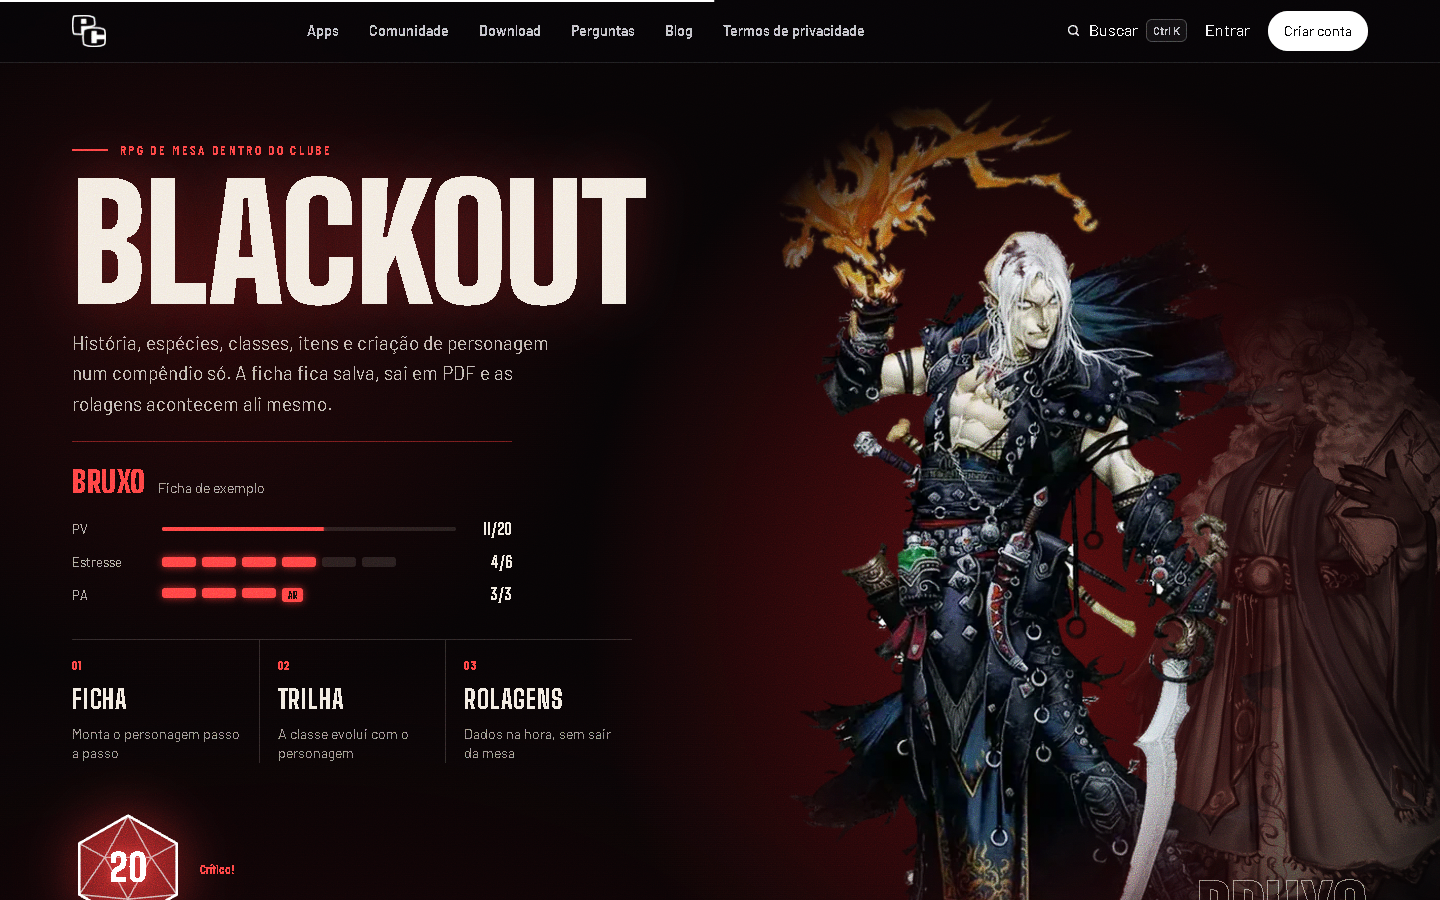 PC
Apps Comunidade Download Perguntas Blog Termos de privacidade
Buscar Ctrl K Entrar Criar conta
RPG DE MESA DENTRO DO CLUBE
BLACKOUT
História, espécies, classes, itens e criação de personagem
num compêndio só. A ficha fica salva, sai em PDF e as
rolagens acontecem ali mesmo.
BRUXO Ficha de exemplo
PV 11/20
Estresse 4/6
PA AR 3/3
01
FICHA
Monta o personagem passo
a passo
02
TRILHA
A classe evolui com o
personagem
03
ROLAGENS
Dados na hora, sem sair
da mesa
20
Crítico!
BRUXO